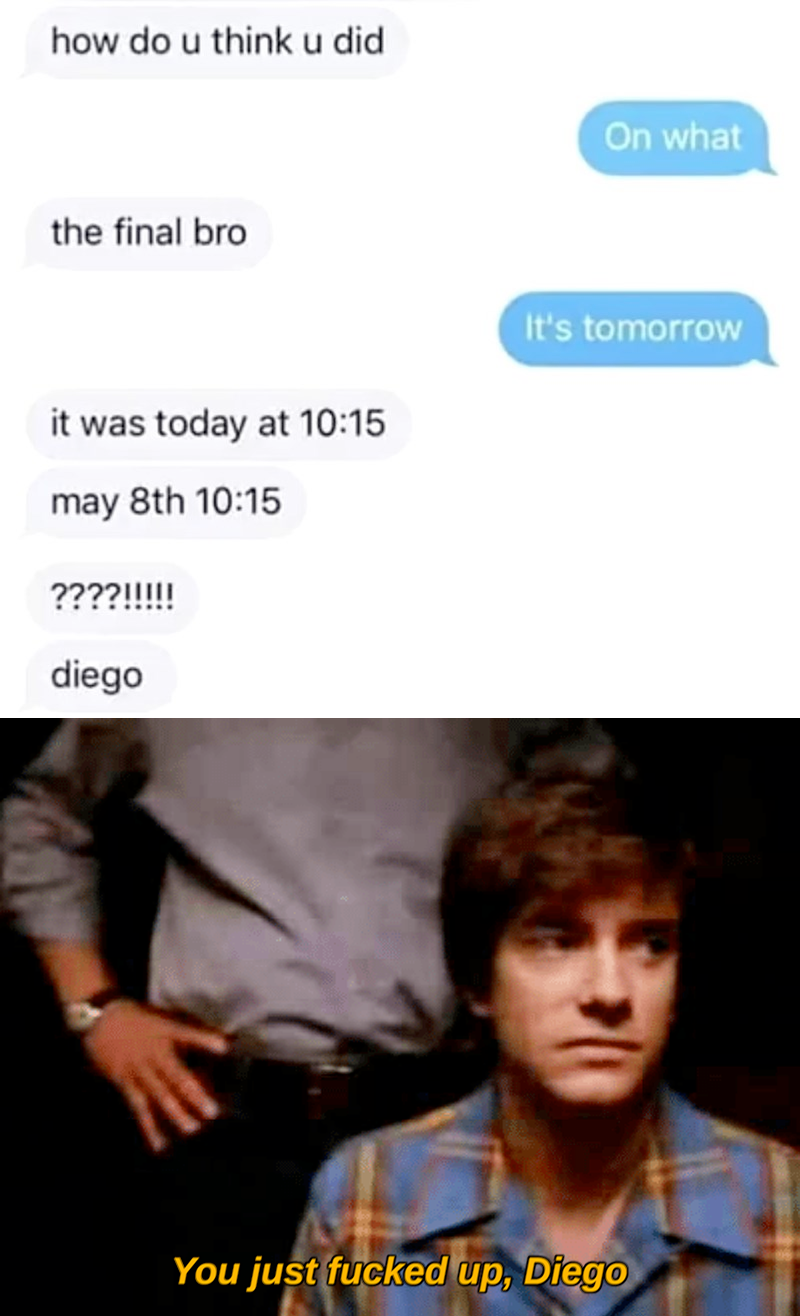 how do u think u did
On what
the final bro
It's tomorrow
it was today at 10:15
may 8th 10:15
????!!!!!
diego
You just fucked up, Diego